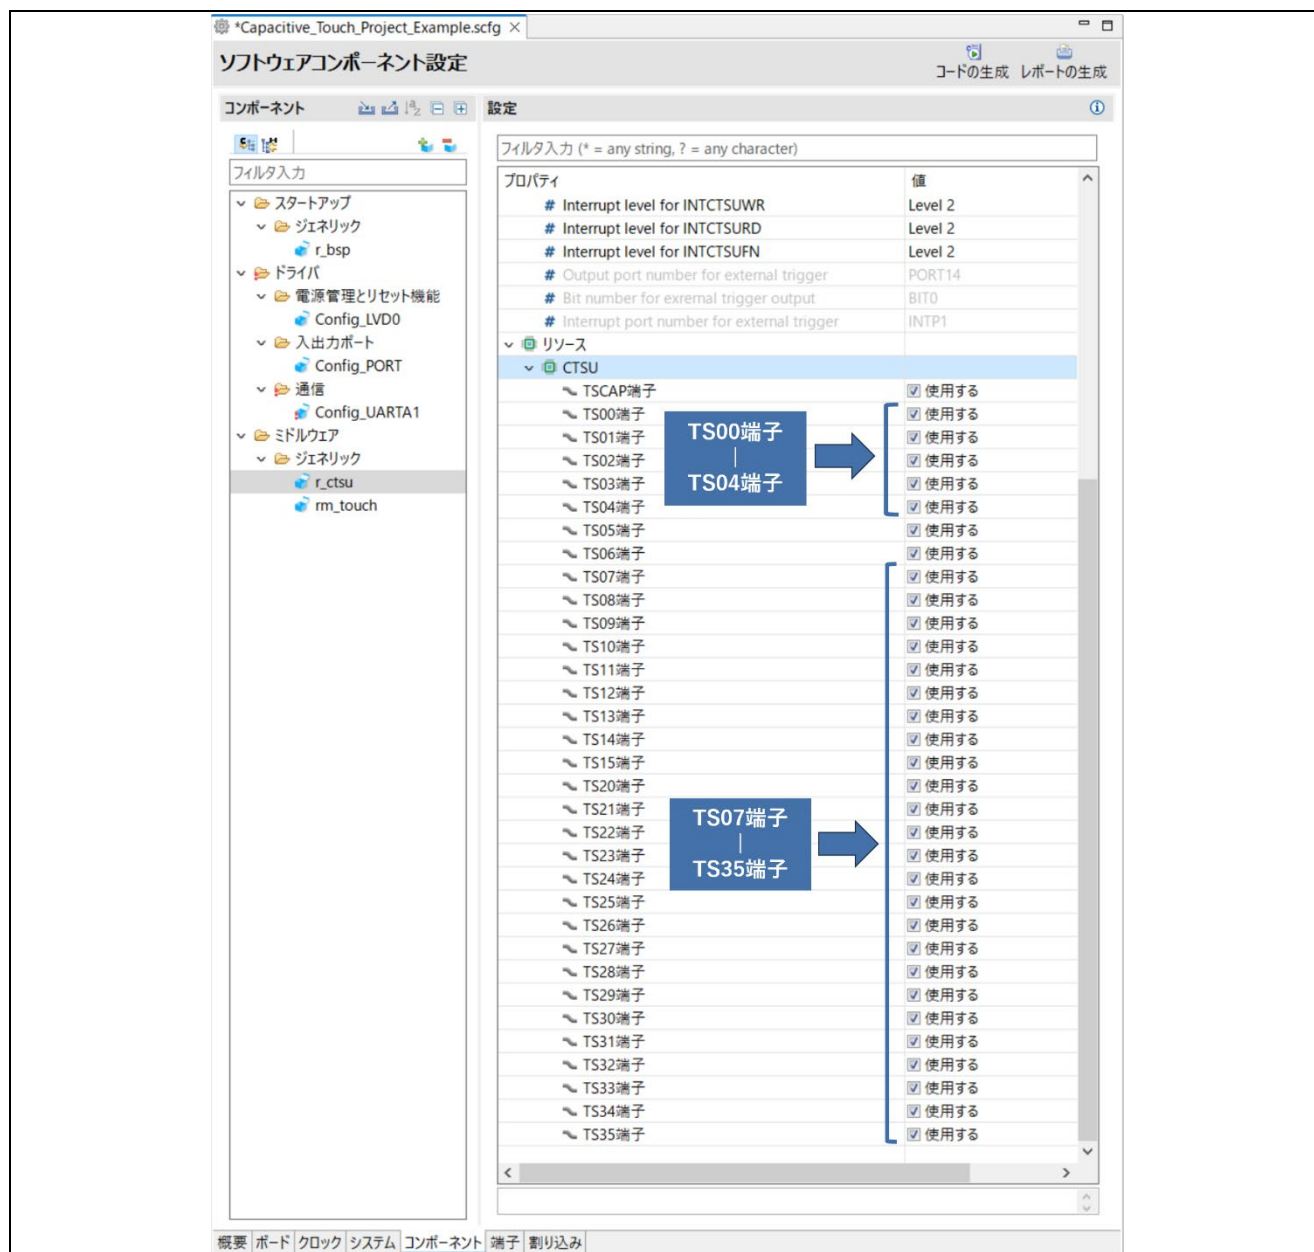 *Capacitive_Touch_Project_Example.scfg
ソフトウェアコンポーネント設定
コードの生成 レポートの生成
コンポーネント
設定
フィルタ入力
スタートアップ
ジェネリック
r_bsp
ドライバ
電源管理とリセット機能
Config_LVD0
入出力ポート
Config_PORT
通信
Config_UARTA1
ミドルウェア
ジェネリック
r_ctsu
rm_touch
フィルタ入力 (* = any string, ? = any character)
プロパティ 値
# Interrupt level for INTCTSUWR Level 2
# Interrupt level for INTCTSURD Level 2
# Interrupt level for INTCTSUFN Level 2
# Output port number for external trigger PORT14
# Bit number for exrernal trigger output BIT0
# Interrupt port number for external trigger INTP1
リソース
CTSU
TSCAP端子 使用する
TS00端子 使用する
TS01端子 使用する
TS02端子 使用する
TS03端子 使用する
TS04端子 使用する
TS05端子 使用する
TS06端子 使用する
TS07端子 使用する
TS08端子 使用する
TS09端子 使用する
TS10端子 使用する
TS11端子 使用する
TS12端子 使用する
TS13端子 使用する
TS14端子 使用する
TS15端子 使用する
TS20端子 使用する
TS21端子 使用する
TS22端子 使用する
TS23端子 使用する
TS24端子 使用する
TS25端子 使用する
TS26端子 使用する
TS27端子 使用する
TS28端子 使用する
TS29端子 使用する
TS30端子 使用する
TS31端子 使用する
TS32端子 使用する
TS33端子 使用する
TS34端子 使用する
TS35端子 使用する
TS00端子
|
TS04端子
TS07端子
|
TS35端子
概要 ボード クロック システム コンポーネント 端子 割り込み